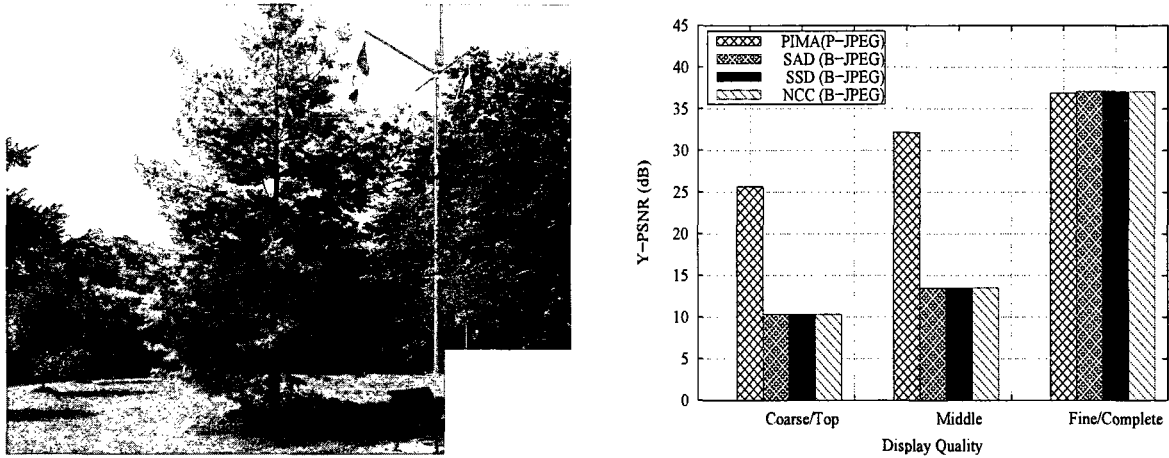 45
40
35
30
25
20
15
10
5
0
Y-PSNR (dB)
PIMA(P-JPEG)
SAD (B-JPEG)
SSD (B-JPEG)
NCC (B-JPEG)
Coarse/Top
Middle
Fine/Complete
Display Quality